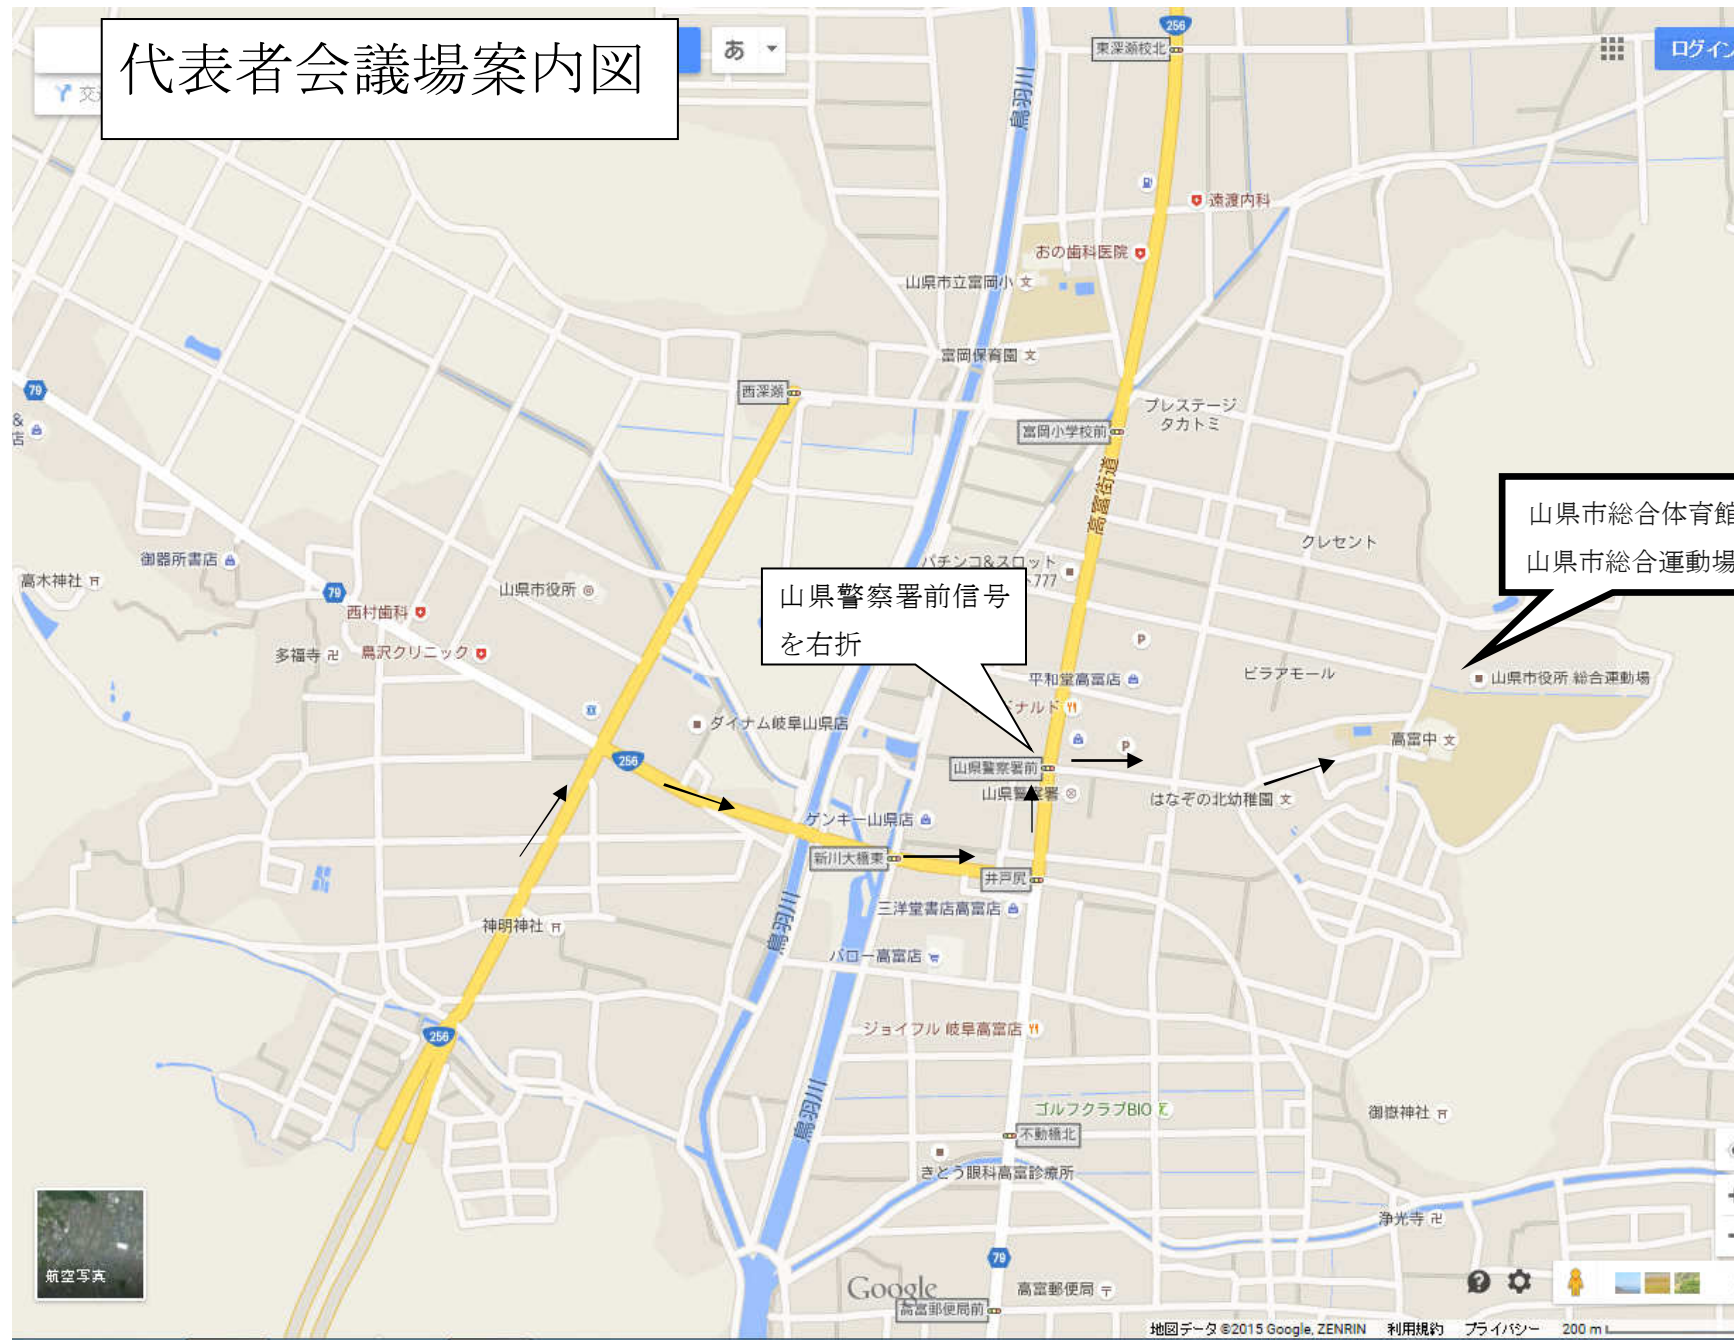 代表者会議場案内図
あ
ログイン
256
東深瀬校北
鳥羽川
遠渡内科
おの歯科医院
山県市立富岡小
富岡保育園
79
西深瀬
プレステージ
タカトミ
富岡小学校前
高富街道
山県市総合体育館
山県市総合運動場
クレセント
御器所書店
高木神社
79
山県市役所
西村歯科
パチンコ&スロット
777
山県警察署前信号
を右折
多福寺
鳥沢クリニック
P
平和堂高富店
ビラアモール
山県市役所 総合運動場
ナルド
ダイナム岐阜山県店
高富中
256
P
山県警察署前
山県警察署
はなぞの北幼稚園
ゲンキー山県店
新川大橋東
井戸尻
三洋堂書店高富店
神明神社
鳥羽川
バロー高富店
256
ジョイフル 岐阜高富店
鳥羽川
ゴルフクラブBIO
御嶽神社
不動橋北
きとう眼科高富診療所
浄光寺
航空写真
79
Google
高富郵便局
高富郵便局前
地図データ ©2015 Google, ZENRIN 利用規約 プライバシー 200 m